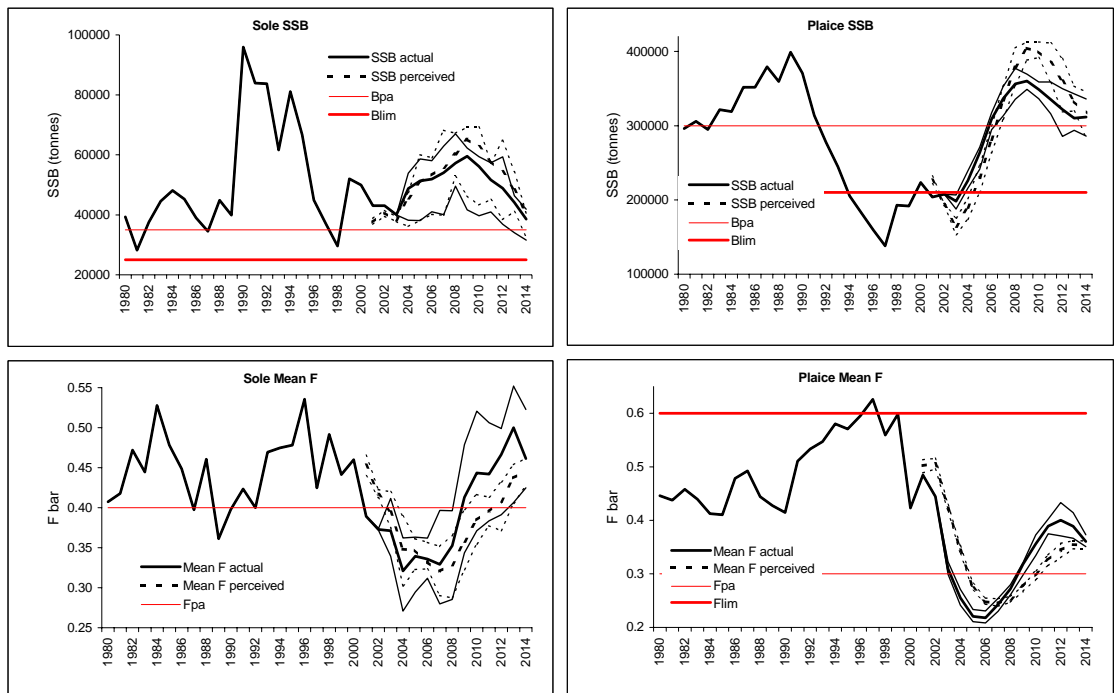 Sole SSB
SSB (tonnes)
100000
80000
60000
40000
20000
SSB actual
SSB perceived
Bpa
Blim
1980 1982 1984 1986 1988 1990 1992 1994 1996 1998 2000 2002 2004 2006 2008 2010 2012 2014
Plaice SSB
SSB (tonnes)
400000
300000
200000
100000
SSB actual
SSB perceived
Bpa
Blim
1980 1982 1984 1986 1988 1990 1992 1994 1996 1998 2000 2002 2004 2006 2008 2010 2012 2014
Sole Mean F
F bar
0.55
0.50
0.45
0.40
0.35
0.30
0.25
Mean F actual
Mean F perceived
Fpa
1980 1982 1984 1986 1988 1990 1992 1994 1996 1998 2000 2002 2004 2006 2008 2010 2012 2014
Plaice Mean F
F bar
0.6
0.5
0.4
0.3
0.2
Mean F actual
Mean F perceived
Fpa
Flim
1980 1982 1984 1986 1988 1990 1992 1994 1996 1998 2000 2002 2004 2006 2008 2010 2012 2014